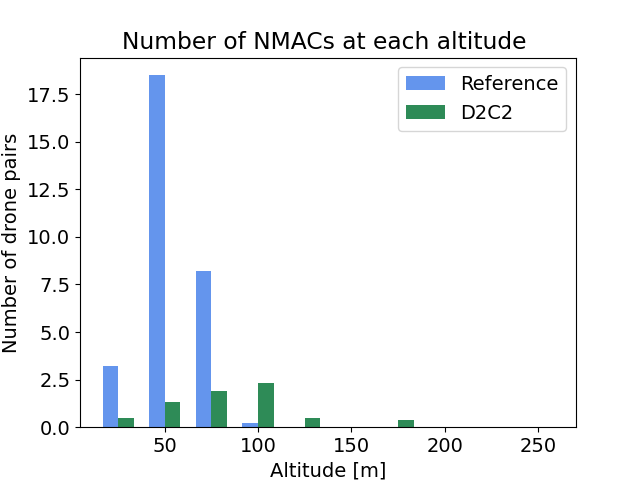 Number of NMACs at each altitude
Reference
D2C2
Number of drone pairs
17.5
15.0
12.5
10.0
7.5
5.0
2.5
0.0
50 100 150 200 250
Altitude [m]